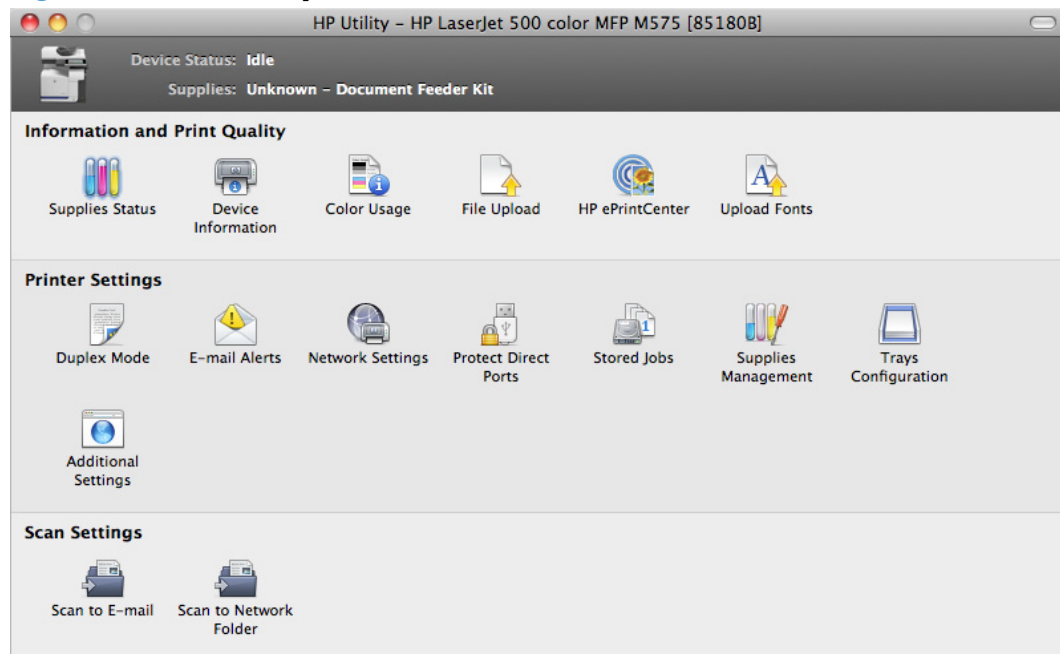 HP Utility – HP LaserJet 500 color MFP M575 [85180B]
Device Status: Idle
Supplies: Unknown – Document Feeder Kit
Information and Print Quality
Supplies Status
Device
Information
Color Usage
File Upload
HP ePrintCenter
Upload Fonts
Printer Settings
Duplex Mode
E-mail Alerts
Network Settings
Protect Direct
Ports
Stored Jobs
Supplies
Management
Trays
Configuration
Additional
Settings
Scan Settings
Scan to E-mail
Scan to Network
Folder